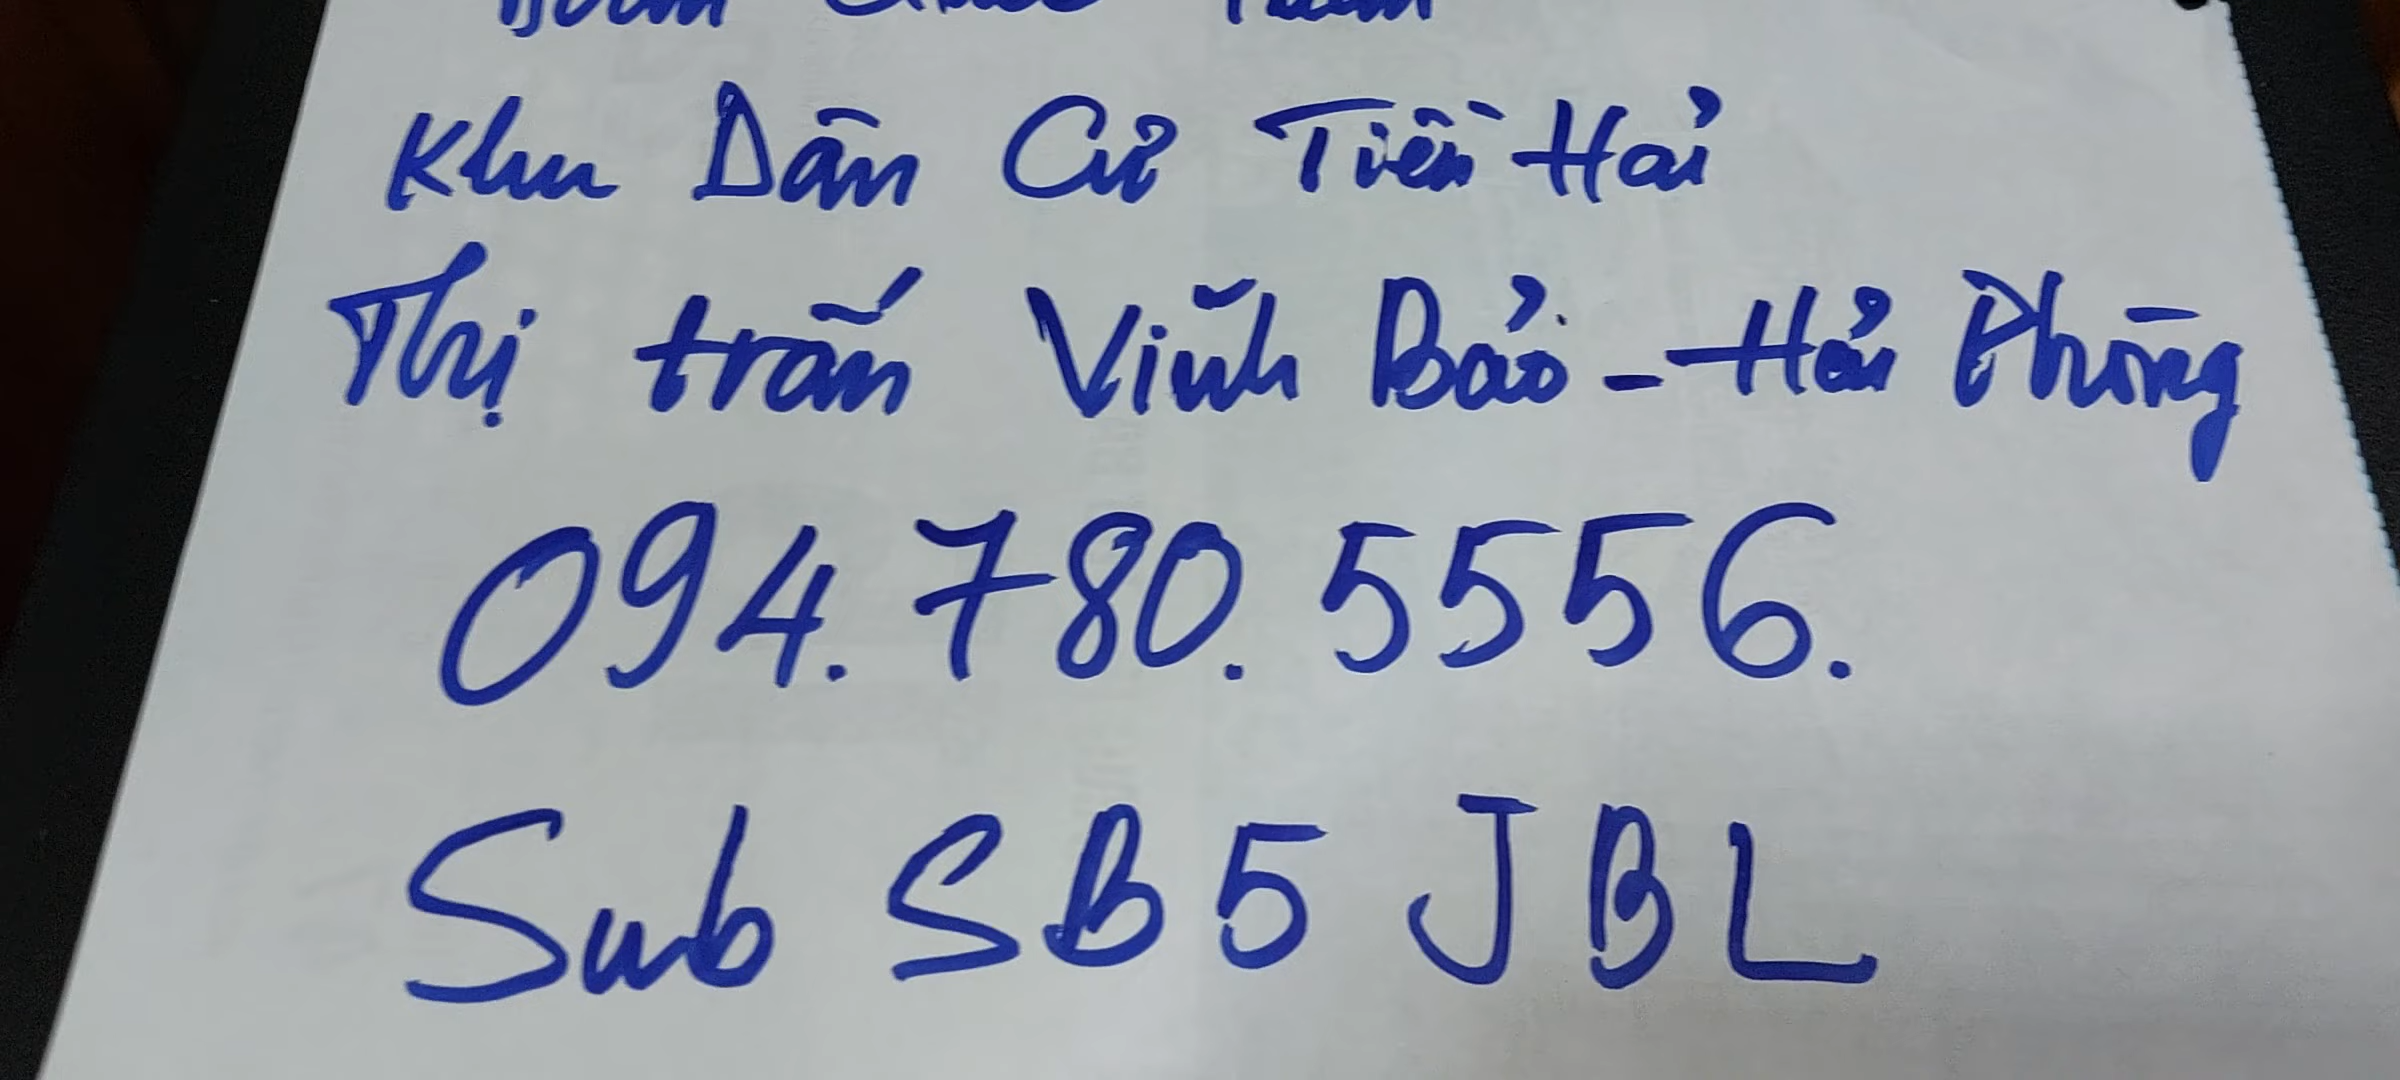 Khu Dân Cư Tiền Hải
Thị trấn Vĩnh Bảo - Hải Phòng
094.780.5556.
Sub SB5 JBL